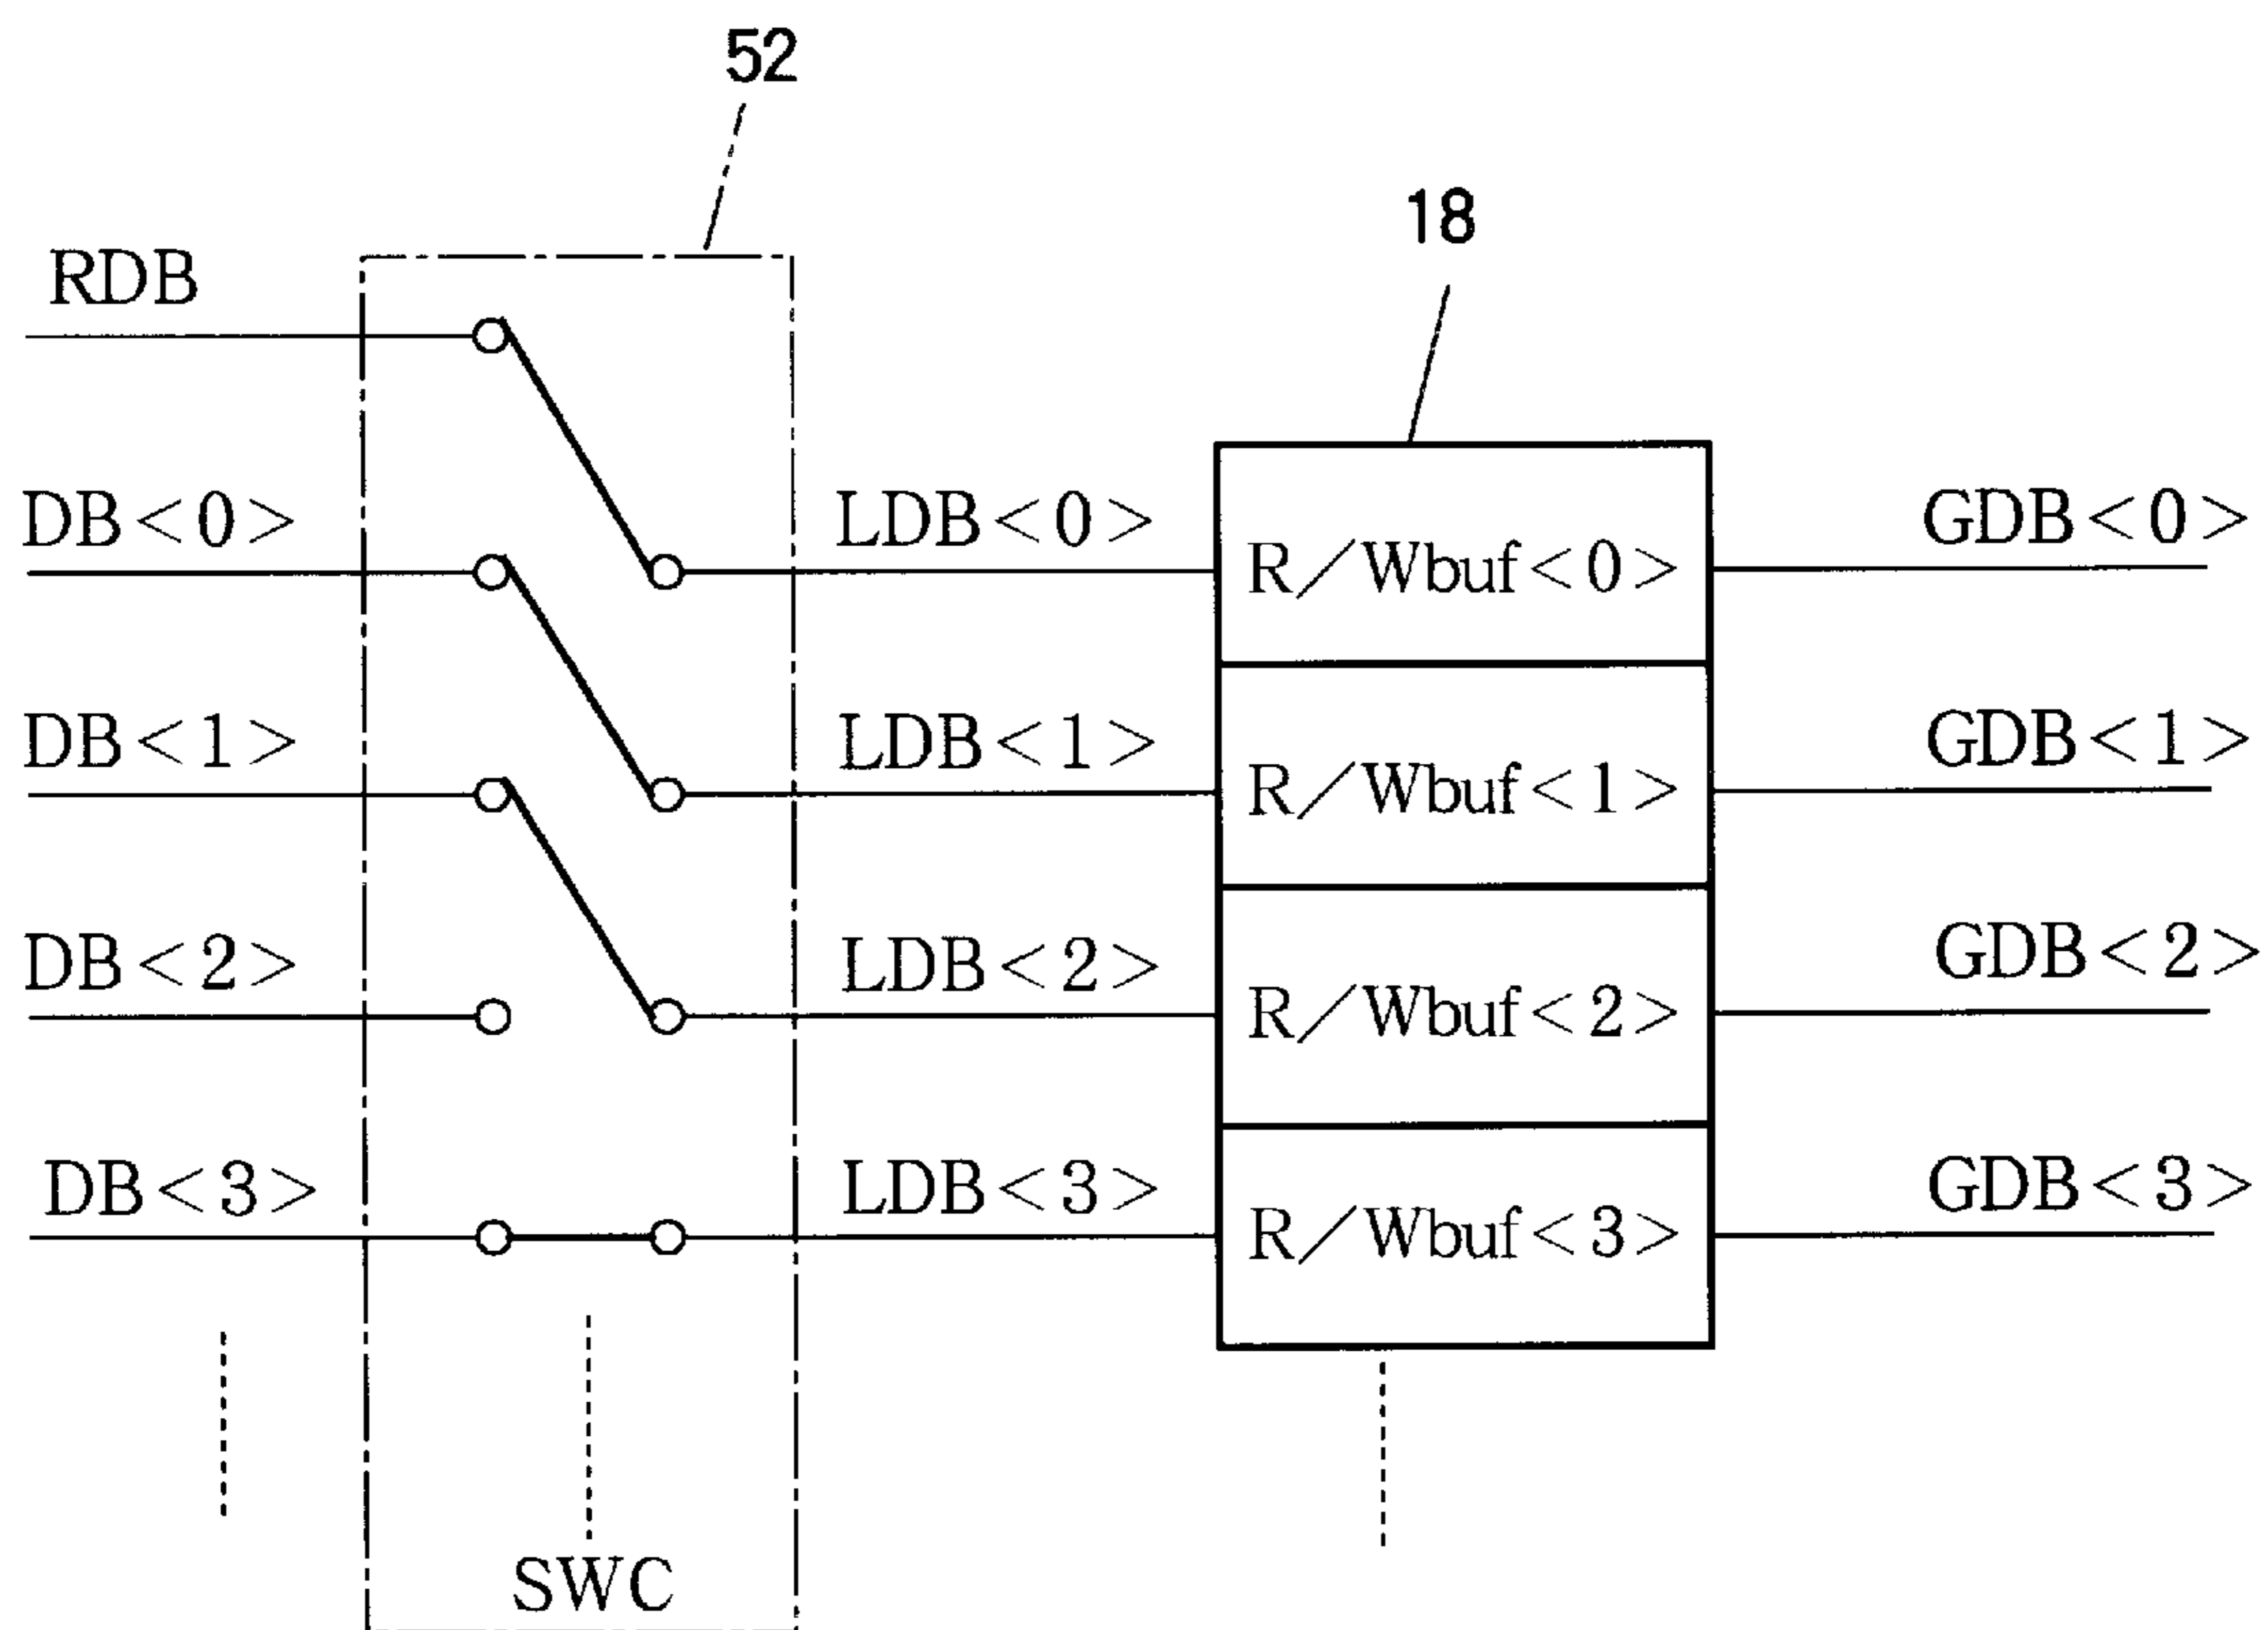 52
18
RDB
DB<0> LDB<0> GDB<0>
R/Wbuf<0>
DB<1> LDB<1> GDB<1>
R/Wbuf<1>
DB<2> LDB<2> GDB<2>
R/Wbuf<2>
DB<3> LDB<3> GDB<3>
R/Wbuf<3>
SWC